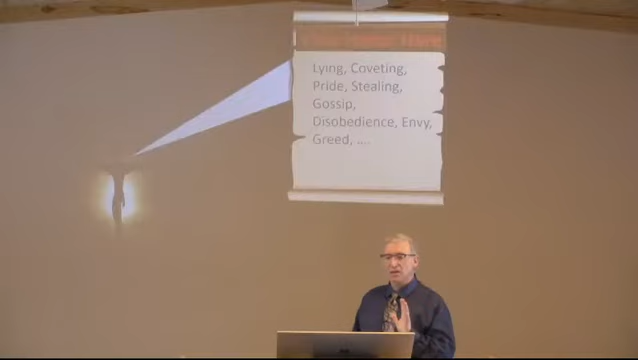 Lying, Coveting,
Pride, Stealing,
Gossip,
Disobedience, Envy,
Greed, ....